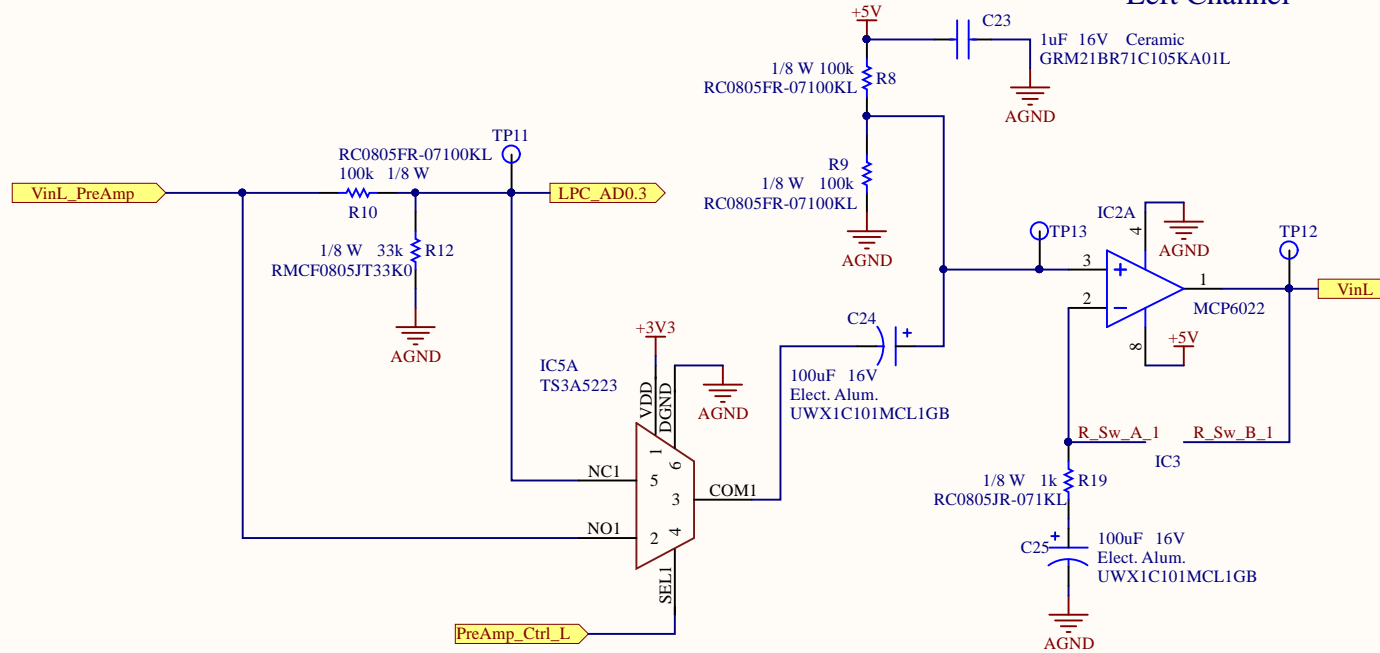 Left Channel
+5V
C23
1uF 16V Ceramic
GRM21BR71C105KA01L
AGND
1/8 W 100k
RC0805FR-07100KL
R8
R9
1/8 W 100k
RC0805FR-07100KL
AGND
TP11
RC0805FR-07100KL
100k 1/8 W
R10
VinL_PreAmp
LPC_AD0.3
1/8 W 33k
R12
RMCF0805JT33K0
AGND
TP13
IC2A
4
AGND
TP12
3
2
1
MCP6022
8
+5V
VinL
C24
+
100uF 16V
Elect. Alum.
UWX1C101MCL1GB
+3V3
IC5A
TS3A5223
VDD
DGND
AGND
1
6
NC1
5
3
COM1
NO1
2
4
SEL1
PreAmp_Ctrl_L
R_Sw_A_1
R_Sw_B_1
IC3
1/8 W 1k
R19
RC0805JR-071KL
C25
+
100uF 16V
Elect. Alum.
UWX1C101MCL1GB
AGND